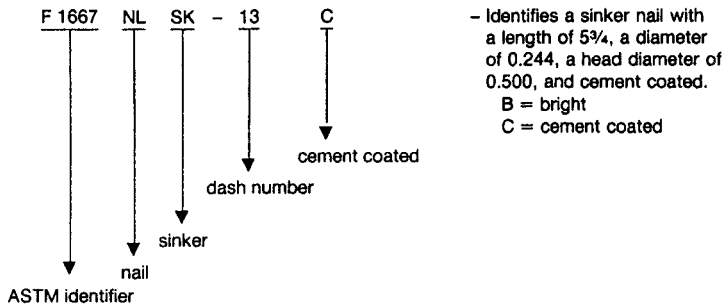 F 1667 NL SK - 13 C
cement coated
dash number
sinker
nail
ASTM identifier
– Identifies a sinker nail with
a length of 5¾, a diameter
of 0.244, a head diameter of
0.500, and cement coated.
B = bright
C = cement coated